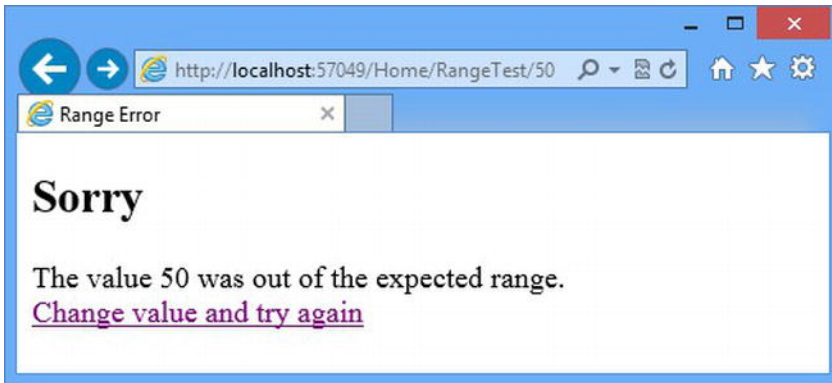 http://localhost:57049/Home/RangeTest/50
Range Error
Sorry
The value 50 was out of the expected range.
Change value and try again